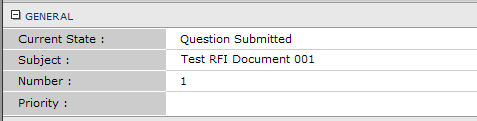 GENERAL
Current State : Question Submitted
Subject : Test RFI Document 001
Number : 1
Priority :